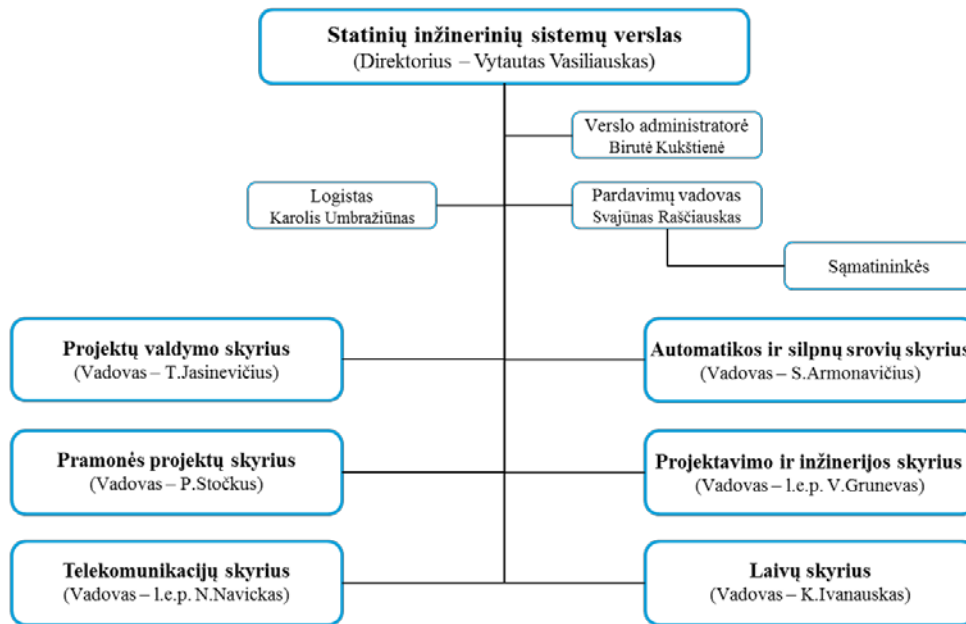 Statinių inžinerinių sistemų verslas
(Direktorius – Vytautas Vasiliauskas)
Verslo administratorė
Birutė Kukštienė
Logistas
Karolis Umbražiūnas
Pardavimų vadovas
Svajūnas Raščiauskas
Sąmatininkės
Projektų valdymo skyrius
(Vadovas – T.Jasinevičius)
Automatikos ir silpnų srovių skyrius
(Vadovas – S.Armonavičius)
Pramonės projektų skyrius
(Vadovas – P.Stočkus)
Projektavimo ir inžinerijos skyrius
(Vadovas – l.e.p. V.Grunevas)
Telekomunikacijų skyrius
(Vadovas – l.e.p. N.Navickas)
Laivų skyrius
(Vadovas – K.Ivanauskas)